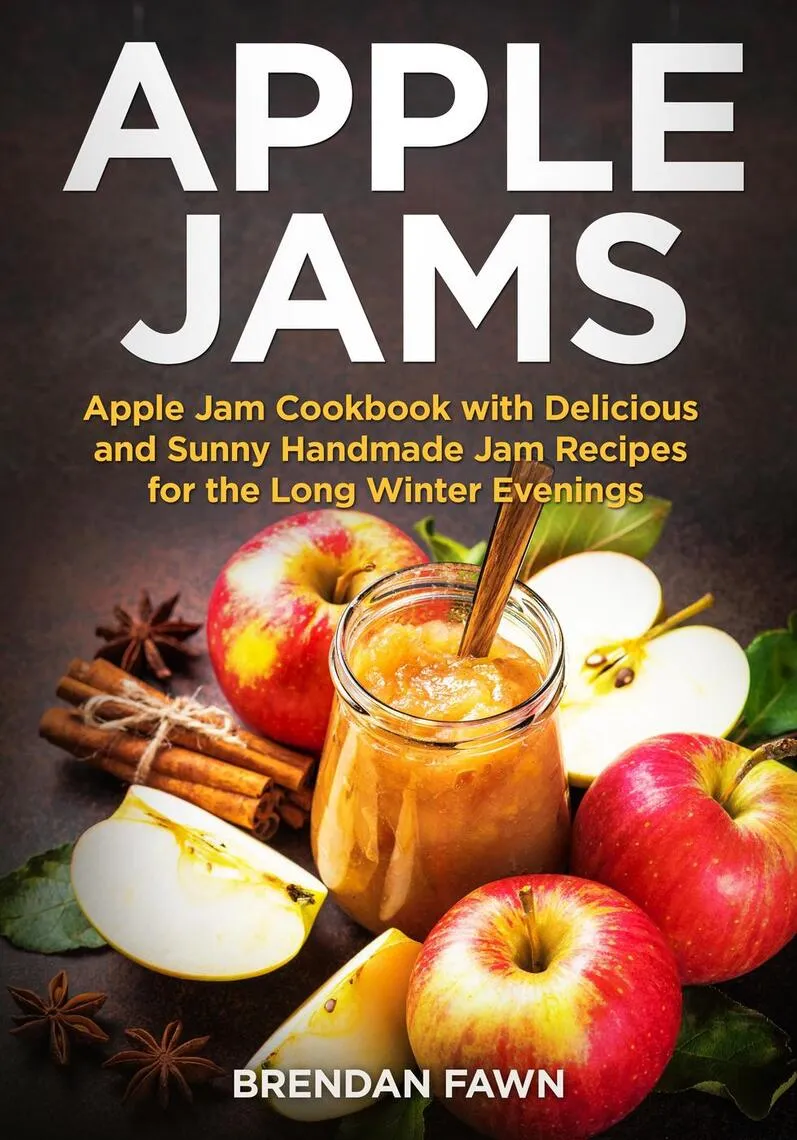 APPLE
JAMS
Apple Jam Cookbook with Delicious
and Sunny Handmade Jam Recipes
for the Long Winter Evenings
BRENDAN FAWN